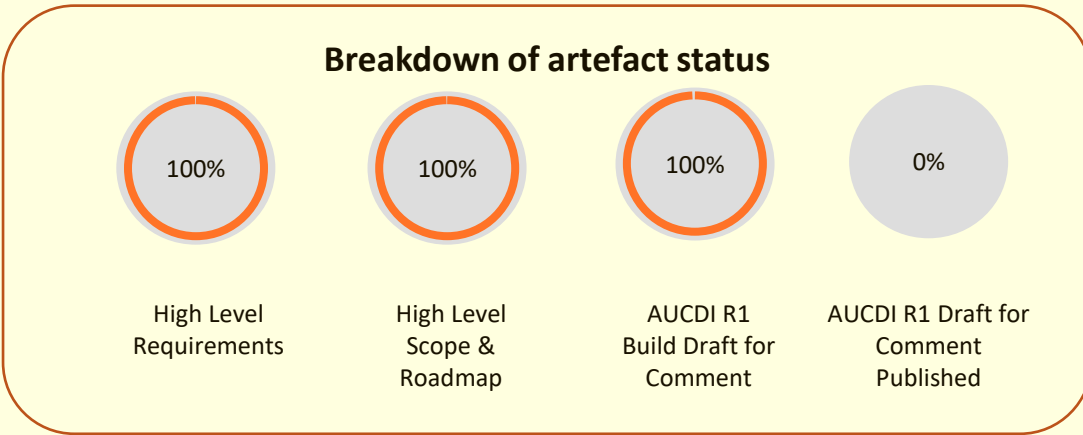 Breakdown of artefact status
100%
100%
100%
0%
High Level
Requirements
High Level
Scope &
Roadmap
AUCDI R1
Build Draft for
Comment
AUCDI R1 Draft for
Comment
Published